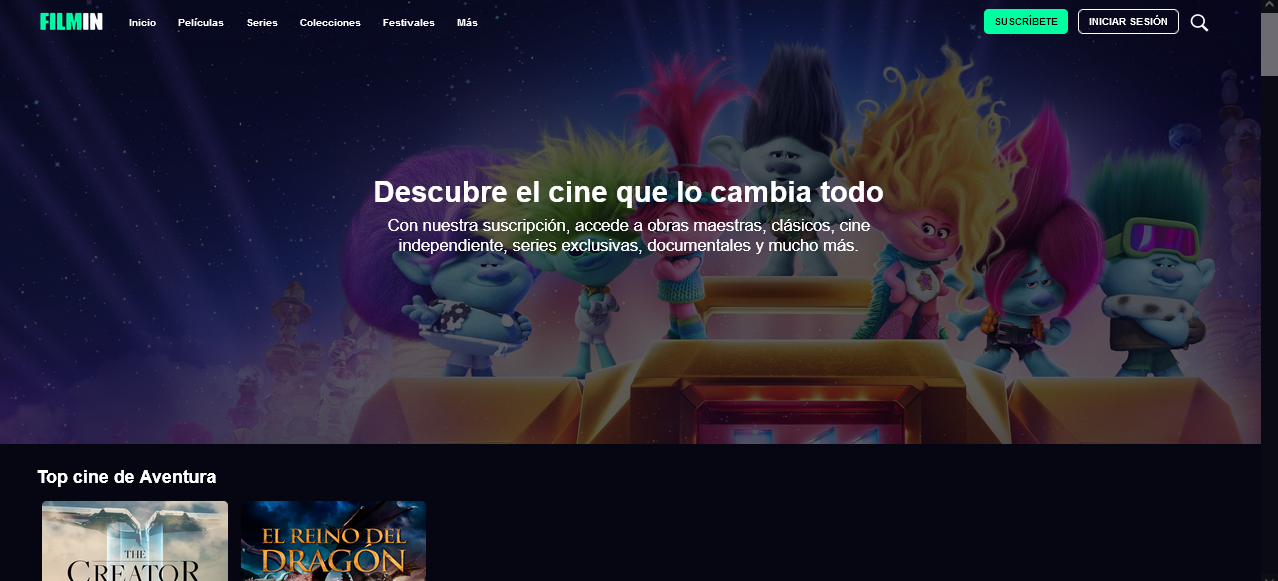 FILMIN
Inicio
Películas
Series
Colecciones
Festivales
Más
SUSCRÍBETE
INICIAR SESIÓN
Descubre el cine que lo cambia todo
Con nuestra suscripción, accede a obras maestras, clásicos, cine
independiente, series exclusivas, documentales y mucho más.
Top cine de Aventura
THE
CREATOR
EL REINO DEL
DRAGÓN